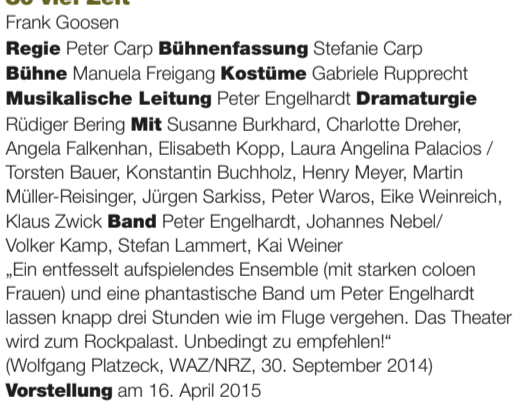 So viel Zeit
Frank Goosen
Regie Peter Carp Bühnenfassung Stefanie Carp
Bühne Manuela Freigang Kostüme Gabriele Rupprecht
Musikalische Leitung Peter Engelhardt Dramaturgie
Rüdiger Bering Mit Susanne Burkhard, Charlotte Dreher,
Angela Falkenhan, Elisabeth Kopp, Laura Angelina Palacios /
Torsten Bauer, Konstantin Buchholz, Henry Meyer, Martin
Müller-Reisinger, Jürgen Sarkiss, Peter Waros, Eike Weinreich,
Klaus Zwick Band Peter Engelhardt, Johannes Nebel/
Volker Kamp, Stefan Lammert, Kai Weiner
„Ein entfesselt aufspielendes Ensemble (mit starken coloen
Frauen) und eine phantastische Band um Peter Engelhardt
lassen knapp drei Stunden wie im Fluge vergehen. Das Theater
wird zum Rockpalast. Unbedingt zu empfehlen!“
(Wolfgang Platzeck, WAZ/NRZ, 30. September 2014)
Vorstellung am 16. April 2015